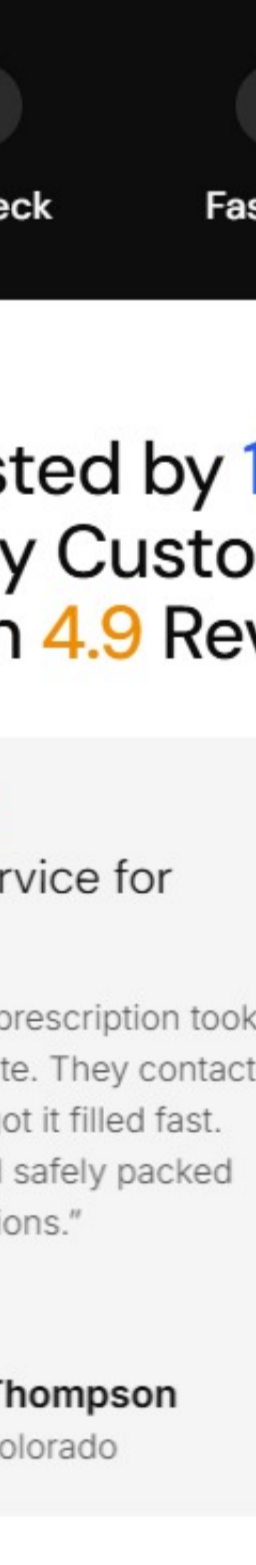 eck Fas
sted by 1
y Custo
n 4.9 Rev
rvice for
prescription took
te. They contact
got it filled fast.
l safely packed
ions.”
Thompson
olorado